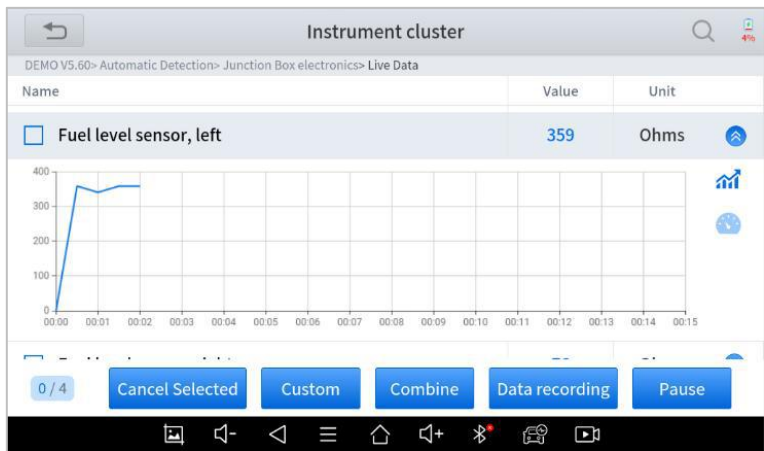 Instrument cluster
4%
DEMO V5.60> Automatic Detection> Junction Box electronics> Live Data
Name Value Unit
Fuel level sensor, left 359 Ohms
400
300
200
100
0
00:00 00:01 00:02 00:03 00:04 00:05 00:06 00:07 00:08 00:09 00:10 00:11 00:12 00:13 00:14 00:15
0 / 4 Cancel Selected Custom Combine Data recording Pause